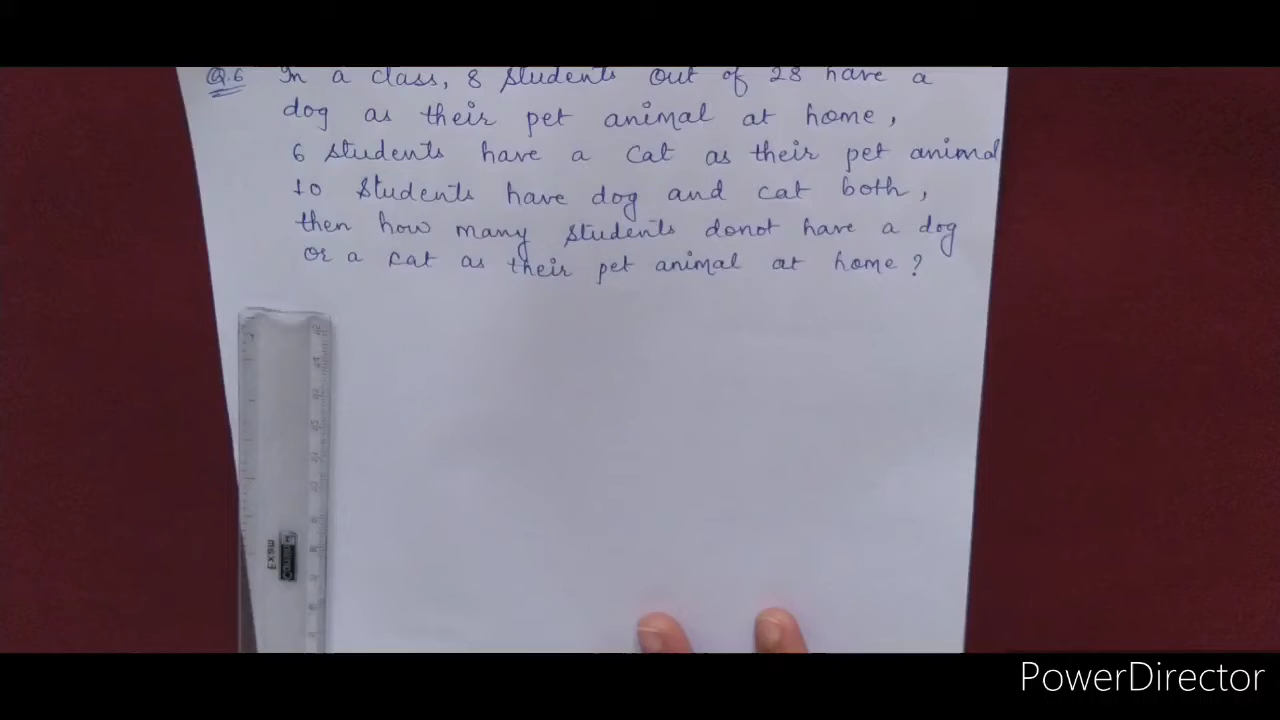 Q.6 In a class, 8 students out of 28 have a
dog as their pet animal at home,
6 students have a cat as their pet animal
10 students have dog and cat both,
then how many students donot have a dog
or a cat as their pet animal at home?
PowerDirector